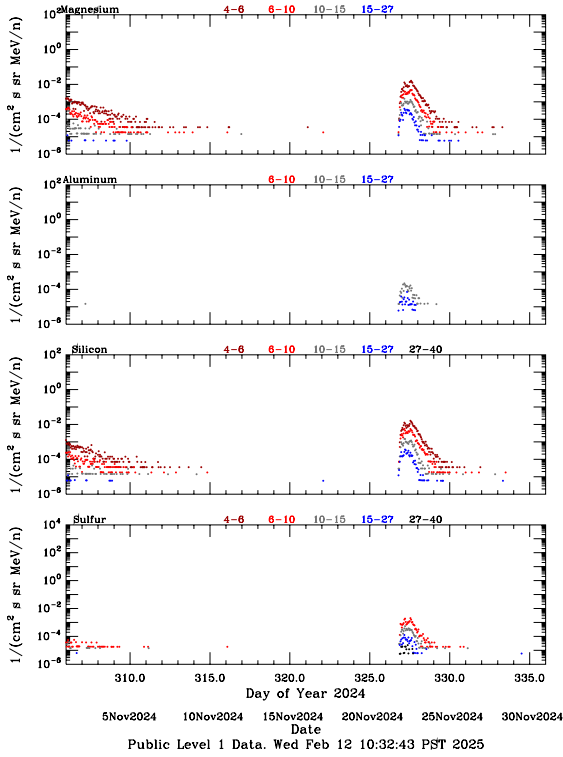 10² Magnesium 4-6 6-10 10-15 15-27
10⁰
10⁻²
10⁻⁴
10⁻⁶
1/(cm² s sr MeV/n)
10² Aluminum 6-10 10-15 15-27
10⁰
10⁻²
10⁻⁴
10⁻⁶
1/(cm² s sr MeV/n)
10² Silicon 4-6 6-10 10-15 15-27 27-40
10⁰
10⁻²
10⁻⁴
10⁻⁶
1/(cm² s sr MeV/n)
10⁴ Sulfur 4-6 6-10 10-15 15-27 27-40
10²
10⁰
10⁻²
10⁻⁴
10⁻⁶
1/(cm² s sr MeV/n)
310.0 315.0 320.0 325.0 330.0 335.0
Day of Year 2024
5Nov2024 10Nov2024 15Nov2024 20Nov2024 25Nov2024 30Nov2024
Date
Public Level 1 Data. Wed Feb 12 10:32:43 PST 2025